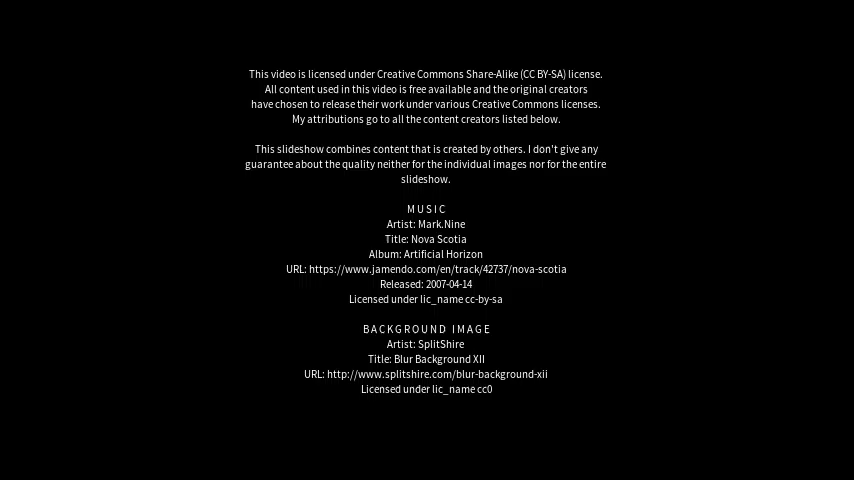 This video is licensed under Creative Commons Share-Alike (CC BY-SA) license.
All content used in this video is free available and the original creators
have chosen to release their work under various Creative Commons licenses.
My attributions go to all the content creators listed below.
This slideshow combines content that is created by others. I don't give any
guarantee about the quality neither for the individual images nor for the entire
slideshow.
MUSIC
Artist: Mark.Nine
Title: Nova Scotia
Album: Artificial Horizon
URL: https://www.jamendo.com/en/track/42737/nova-scotia
Released: 2007-04-14
Licensed under lic_name cc-by-sa
BACKGROUND IMAGE
Artist: SplitShire
Title: Blur Background XII
URL: http://www.splitshire.com/blur-background-xii
Licensed under lic_name cc0